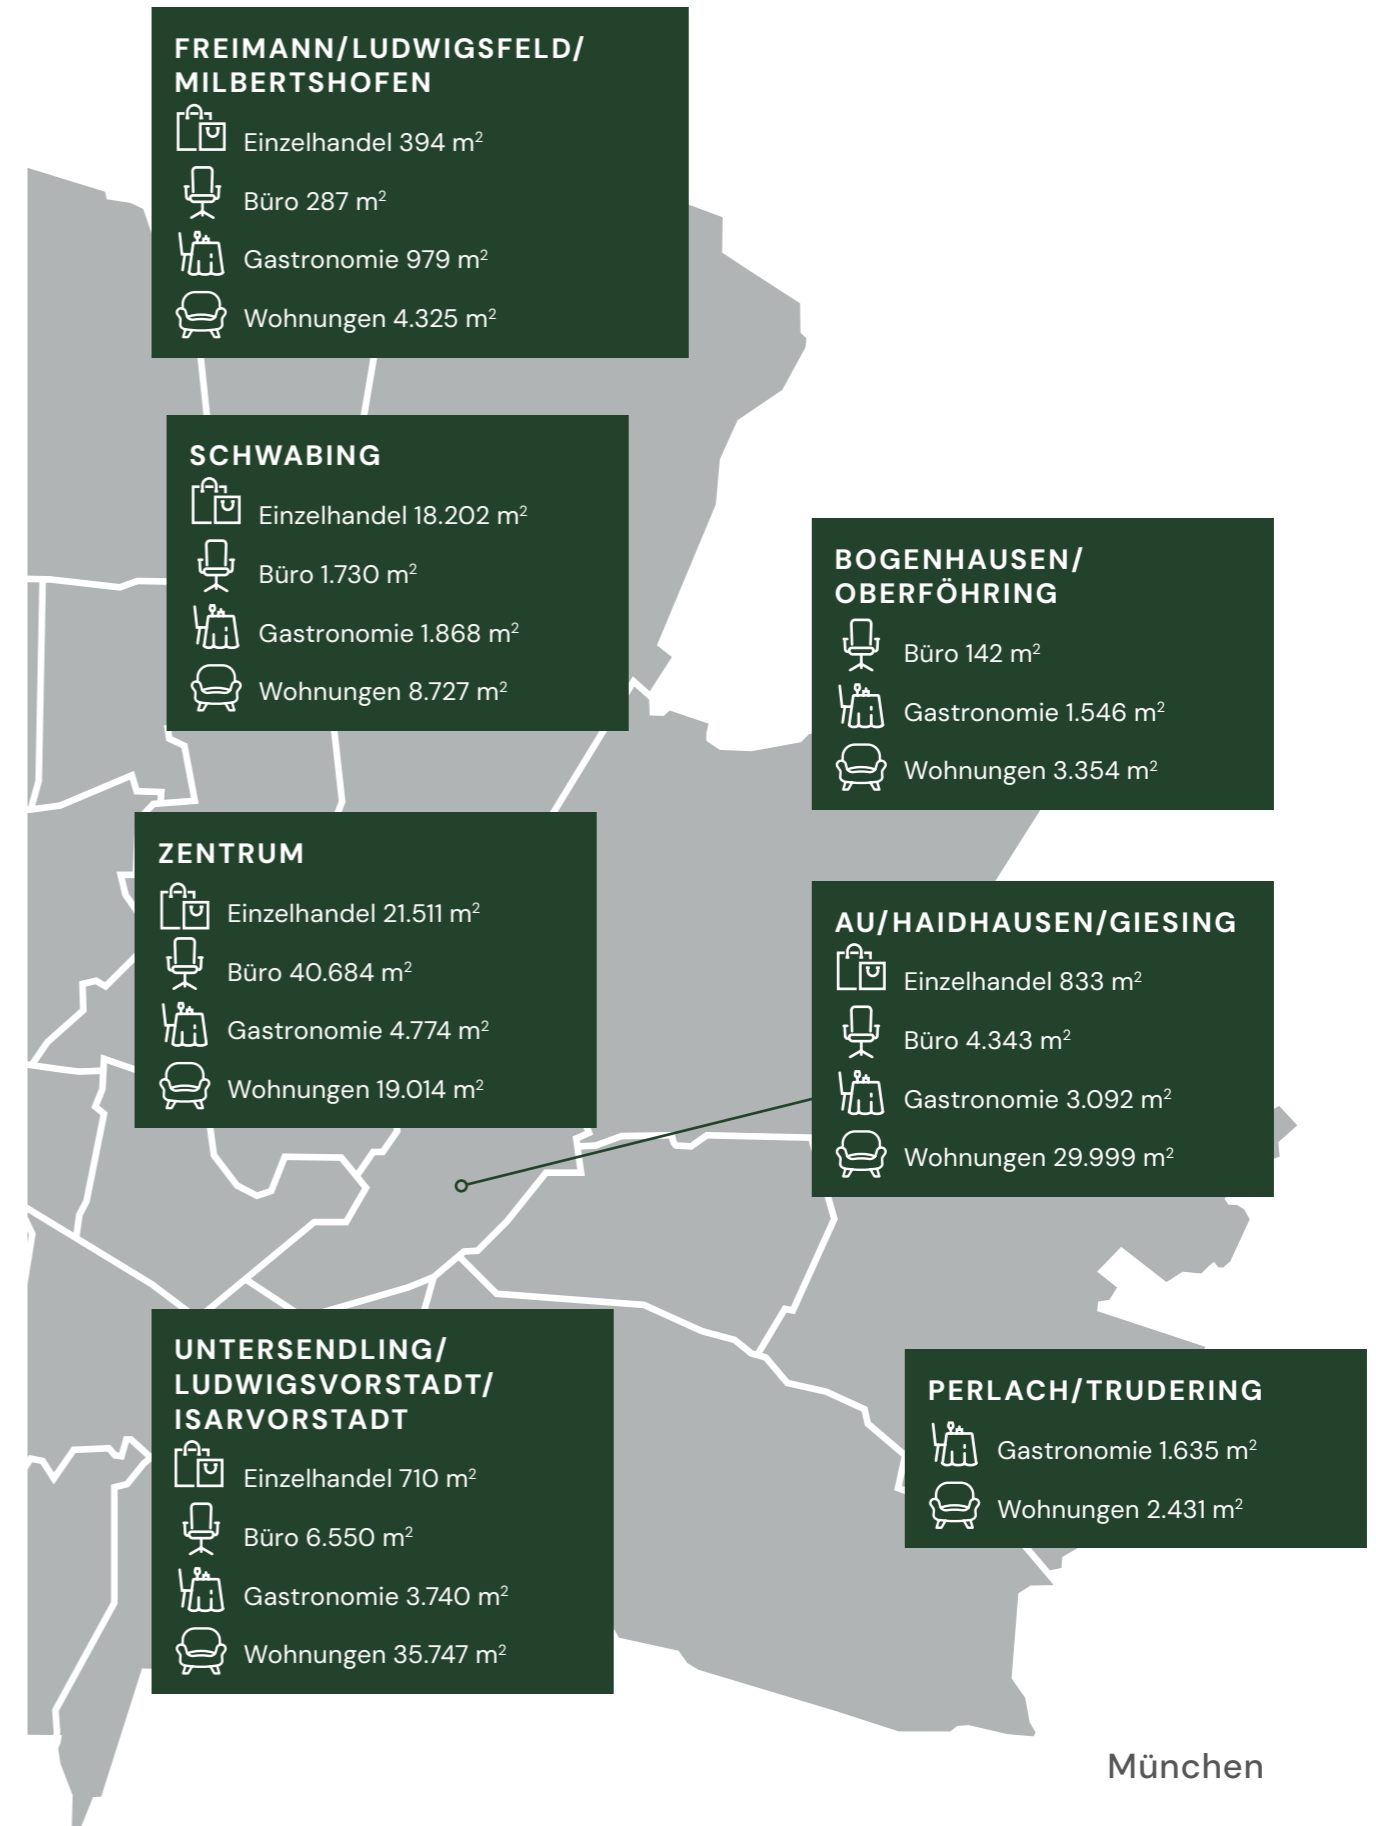 FREIMANN/LUDWIGSFELD/
MILBERTSHOFEN
Einzelhandel 394 m²
Büro 287 m²
Gastronomie 979 m²
Wohnungen 4.325 m²
SCHWABING
Einzelhandel 18.202 m²
Büro 1.730 m²
Gastronomie 1.868 m²
Wohnungen 8.727 m²
BOGENHAUSEN/
OBERFÖHRING
Büro 142 m²
Gastronomie 1.546 m²
Wohnungen 3.354 m²
ZENTRUM
Einzelhandel 21.511 m²
Büro 40.684 m²
Gastronomie 4.774 m²
Wohnungen 19.014 m²
AU/HAIDHAUSEN/GIESING
Einzelhandel 833 m²
Büro 4.343 m²
Gastronomie 3.092 m²
Wohnungen 29.999 m²
UNTERSENDLING/
LUDWIGSVORSTADT/
ISARVORSTADT
Einzelhandel 710 m²
Büro 6.550 m²
Gastronomie 3.740 m²
Wohnungen 35.747 m²
PERLACH/TRUDERING
Gastronomie 1.635 m²
Wohnungen 2.431 m²
München